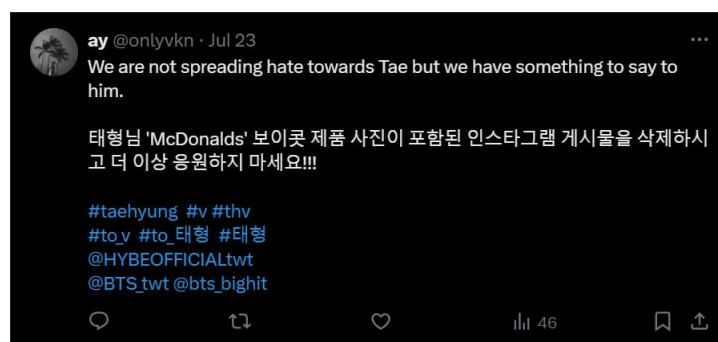 ay @onlyvkn · Jul 23
We are not spreading hate towards Tae but we have something to say to
him.
태형님 'McDonalds' 보이콧 제품 사진이 포함된 인스타그램 게시물을 삭제하시
고 더 이상 응원하지 마세요!!!
#taehyung #v #thv
#to_v #to_태형 #태형
@HYBEOFFICIALtwt
@BTS_twt @bts_bighit
46